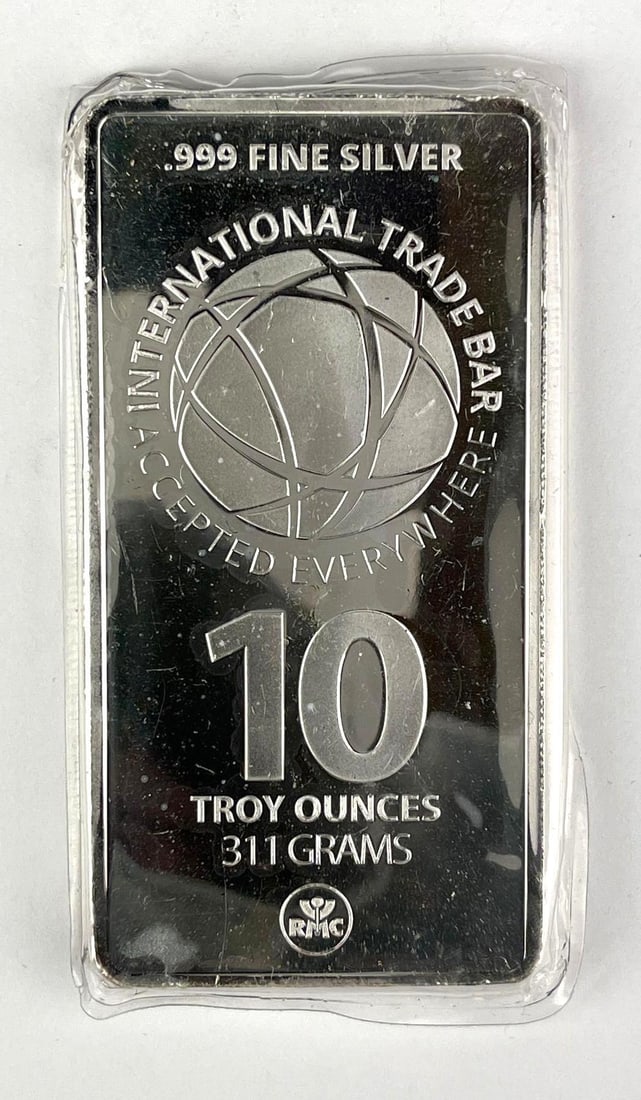 .999 FINE SILVER
INTERNATIONAL TRADE BAR
ACCEPTED EVERYWHERE
10
TROY OUNCES
311 GRAMS
RMC